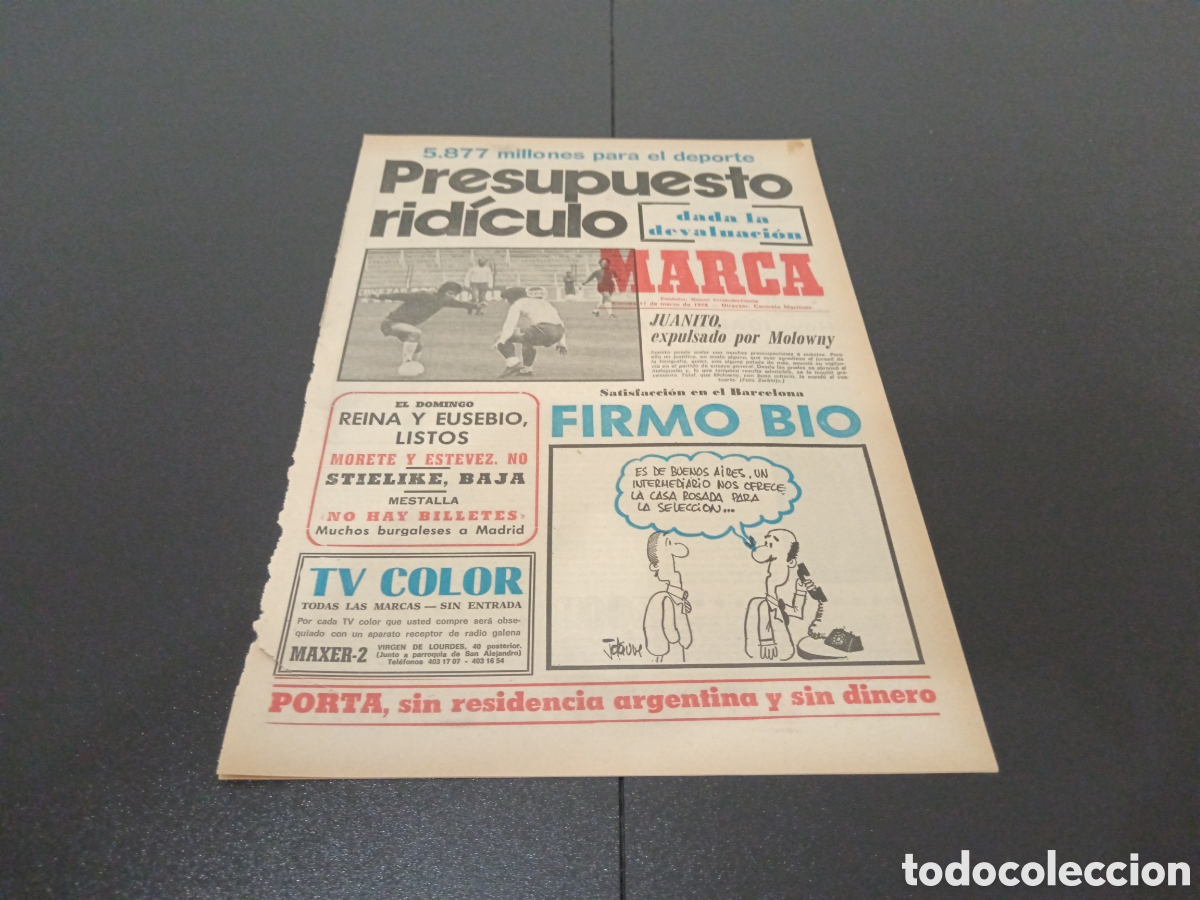 5.877 millones para el deporte
Presupuesto
ridículo
dada la
devaluación
MARCA
JUANITO,
expulsado por Molowny
Satisfacción en el Barcelona
FIRMO BIO
EL DOMINGO
REINA Y EUSEBIO,
LISTOS
MORETE Y ESTEVEZ, NO
STIELIKE, BAJA
MESTALLA
NO HAY BILLETES
Muchos burgaleses a Madrid
ES DE BUENOS AIRES, UN
INTERMEDIARIO NOS OFRECE
LA CASA ROSADA PARA
LA SELECCION...
TV COLOR
TODAS LAS MARCAS — SIN ENTRADA
Por cada TV color que usted compre será obse-
quiado con un aparato receptor de radio galena
MAXER-2
VIRGEN DE LOURDES, 40 posterior.
(Junto a parroquia de San Alejandro)
Teléfonos 403 17 07 - 403 16 54
PORTA, sin residencia argentina y sin dinero
todocoleccion